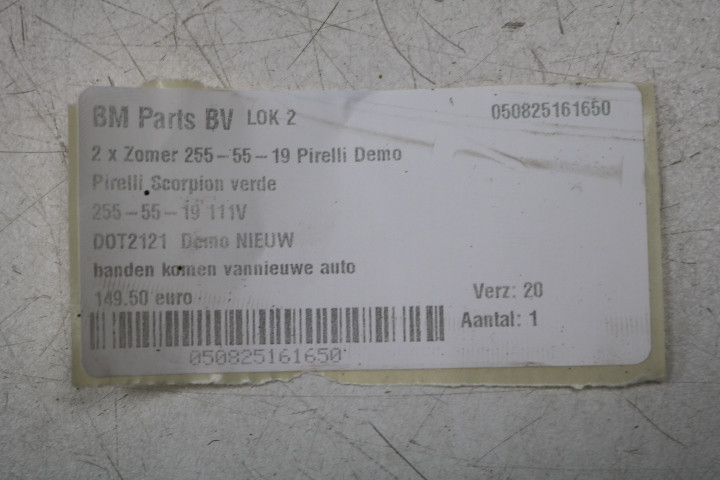 BM Parts BV LOK 2 050825161650
2 x Zomer 255-55-19 Pirelli Demo
Pirelli Scorpion verde
255-55-19 111V
DOT2121 Demo NIEUW
banden komen vannieuwe auto
149.50 euro
Verz: 20
Aantal: 1
050825161650